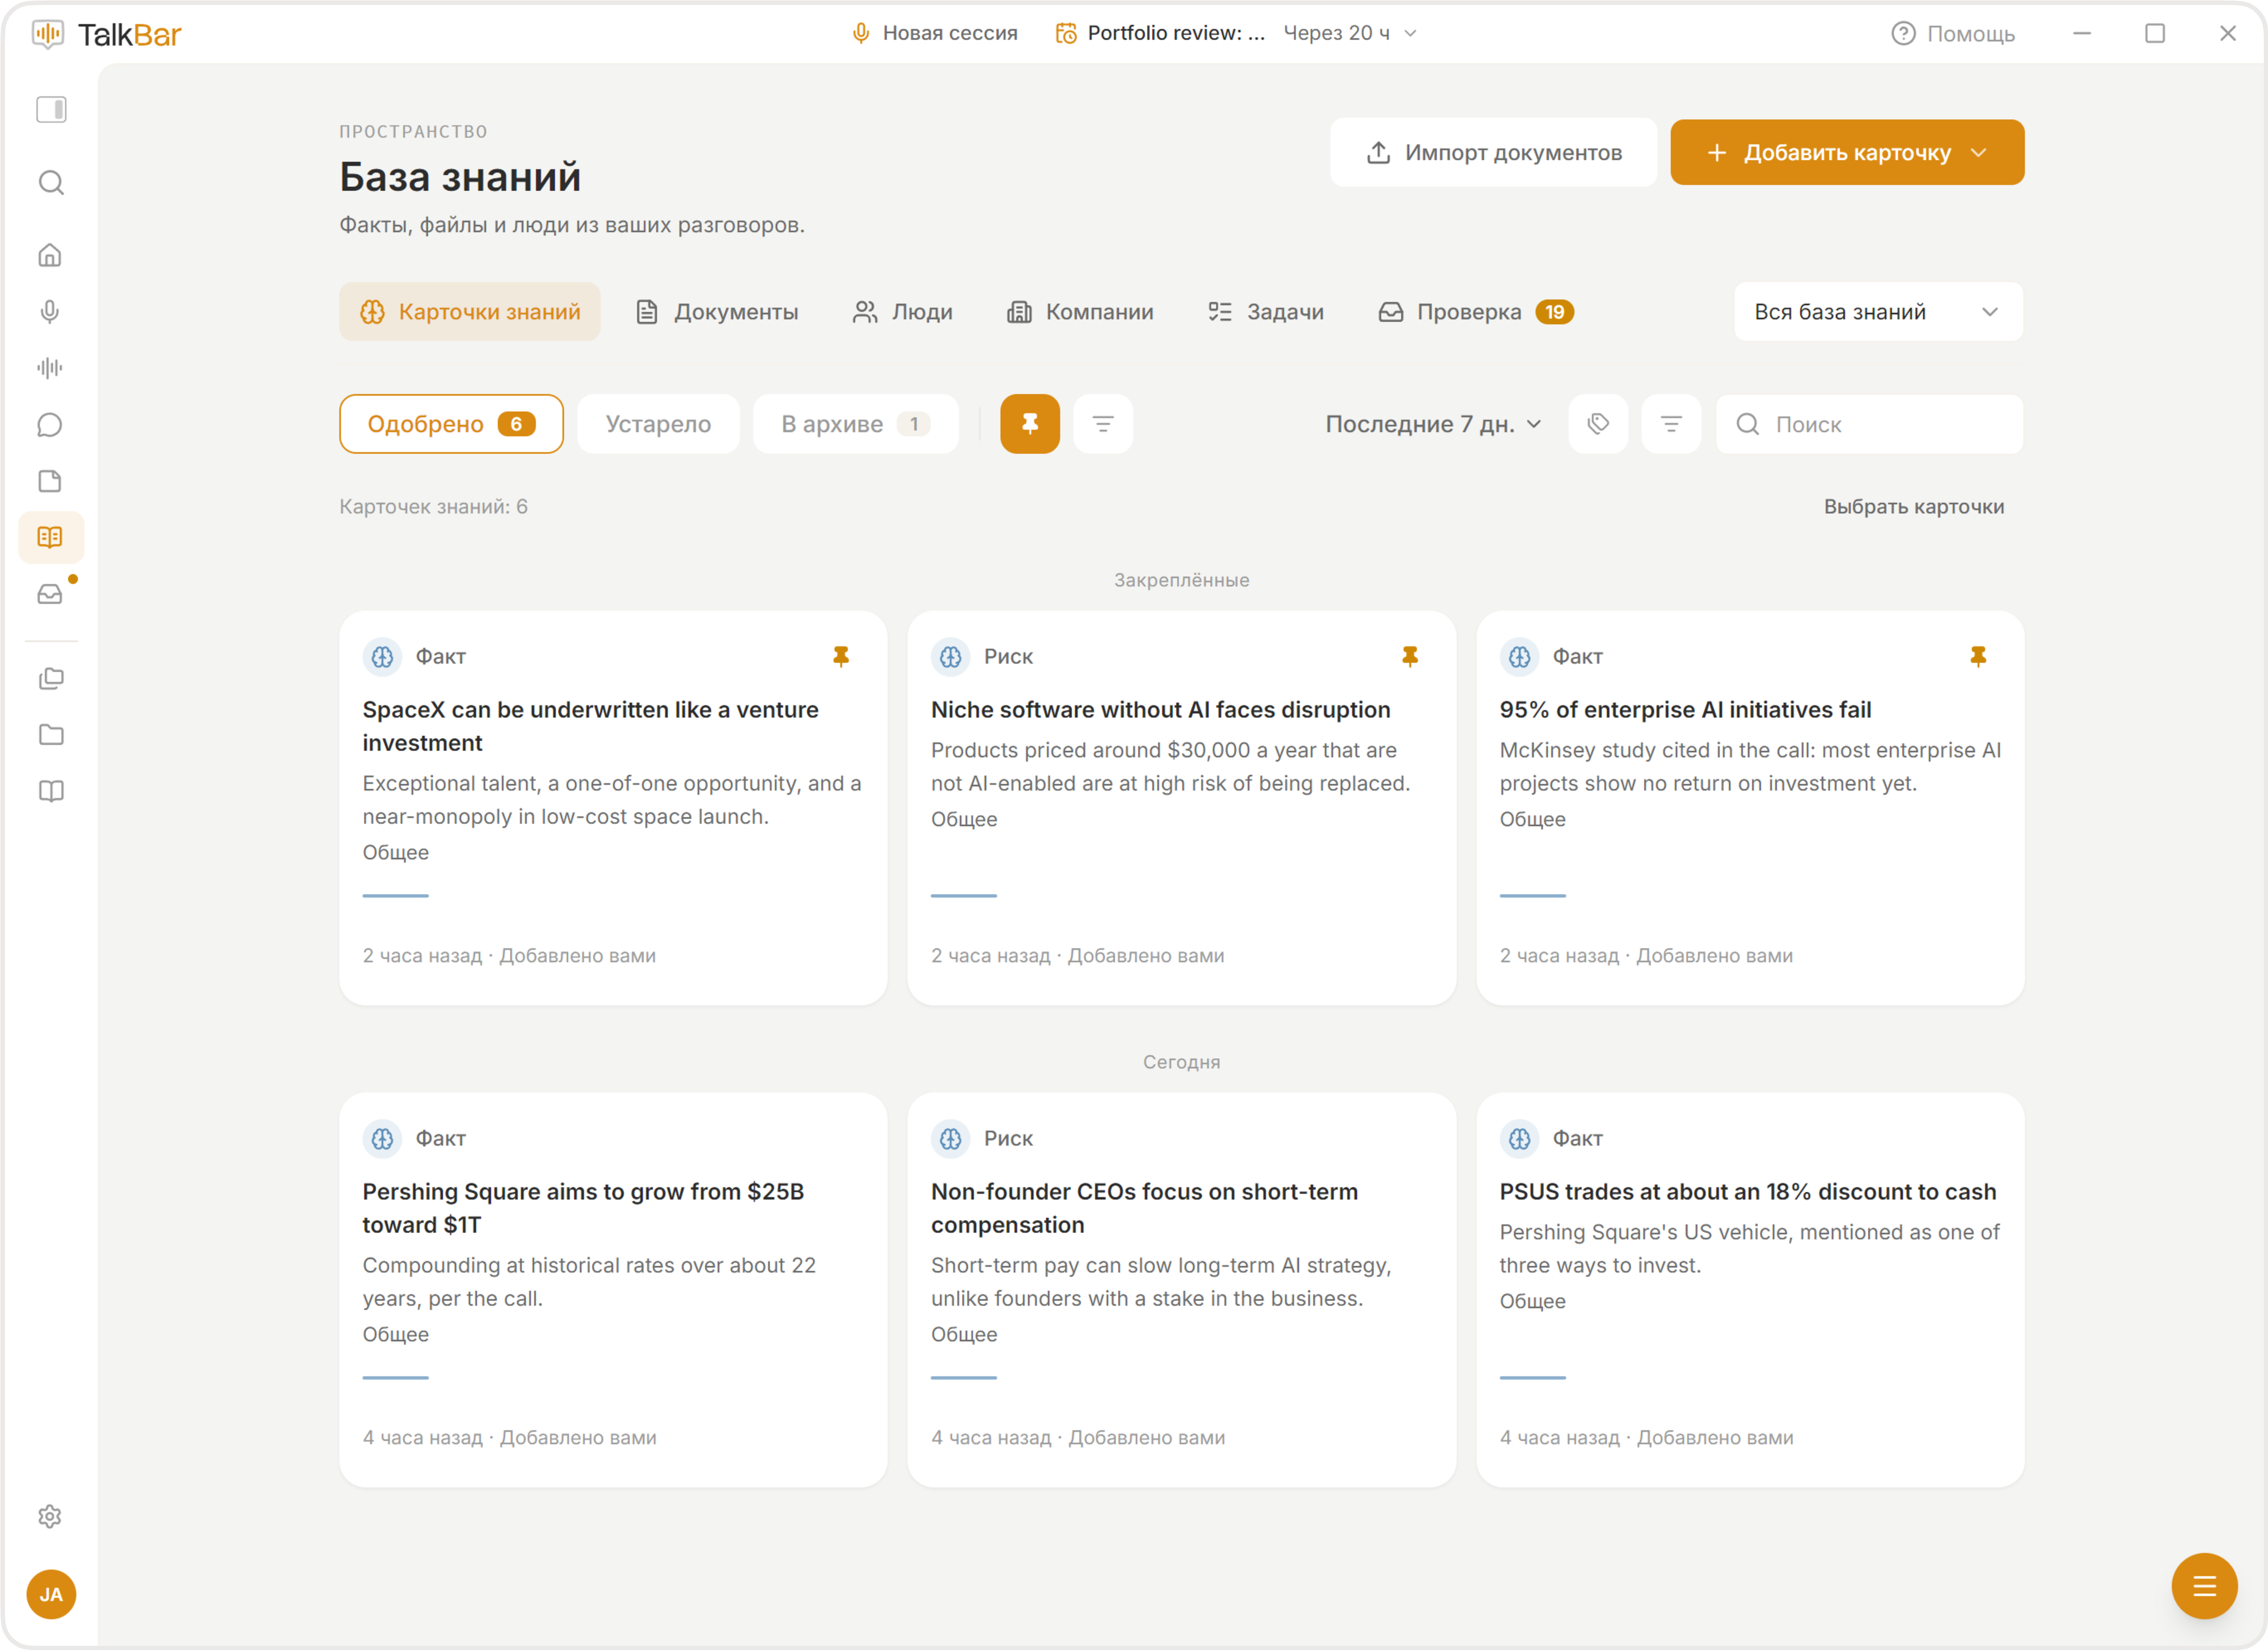 TalkBar
Новая сессия
Portfolio review: ... Через 20 ч
Помощь
ПРОСТРАНСТВО
База знаний
Факты, файлы и люди из ваших разговоров.
Импорт документов
Добавить карточку
Карточки знаний
Документы
Люди
Компании
Задачи
Проверка 19
Вся база знаний
Одобрено 6
Устарело
В архиве 1
Последние 7 дн.
Поиск
Карточек знаний: 6
Выбрать карточки
Закреплённые
Факт
SpaceX can be underwritten like a venture
investment
Exceptional talent, a one-of-one opportunity, and a
near-monopoly in low-cost space launch.
Общее
2 часа назад · Добавлено вами
Риск
Niche software without AI faces disruption
Products priced around $30,000 a year that are
not AI-enabled are at high risk of being replaced.
Общее
2 часа назад · Добавлено вами
Факт
95% of enterprise AI initiatives fail
McKinsey study cited in the call: most enterprise AI
projects show no return on investment yet.
Общее
2 часа назад · Добавлено вами
Сегодня
Факт
Pershing Square aims to grow from $25B
toward $1T
Compounding at historical rates over about 22
years, per the call.
Общее
4 часа назад · Добавлено вами
Риск
Non-founder CEOs focus on short-term
compensation
Short-term pay can slow long-term AI strategy,
unlike founders with a stake in the business.
Общее
4 часа назад · Добавлено вами
Факт
PSUS trades at about an 18% discount to cash
Pershing Square's US vehicle, mentioned as one of
three ways to invest.
Общее
4 часа назад · Добавлено вами
JA